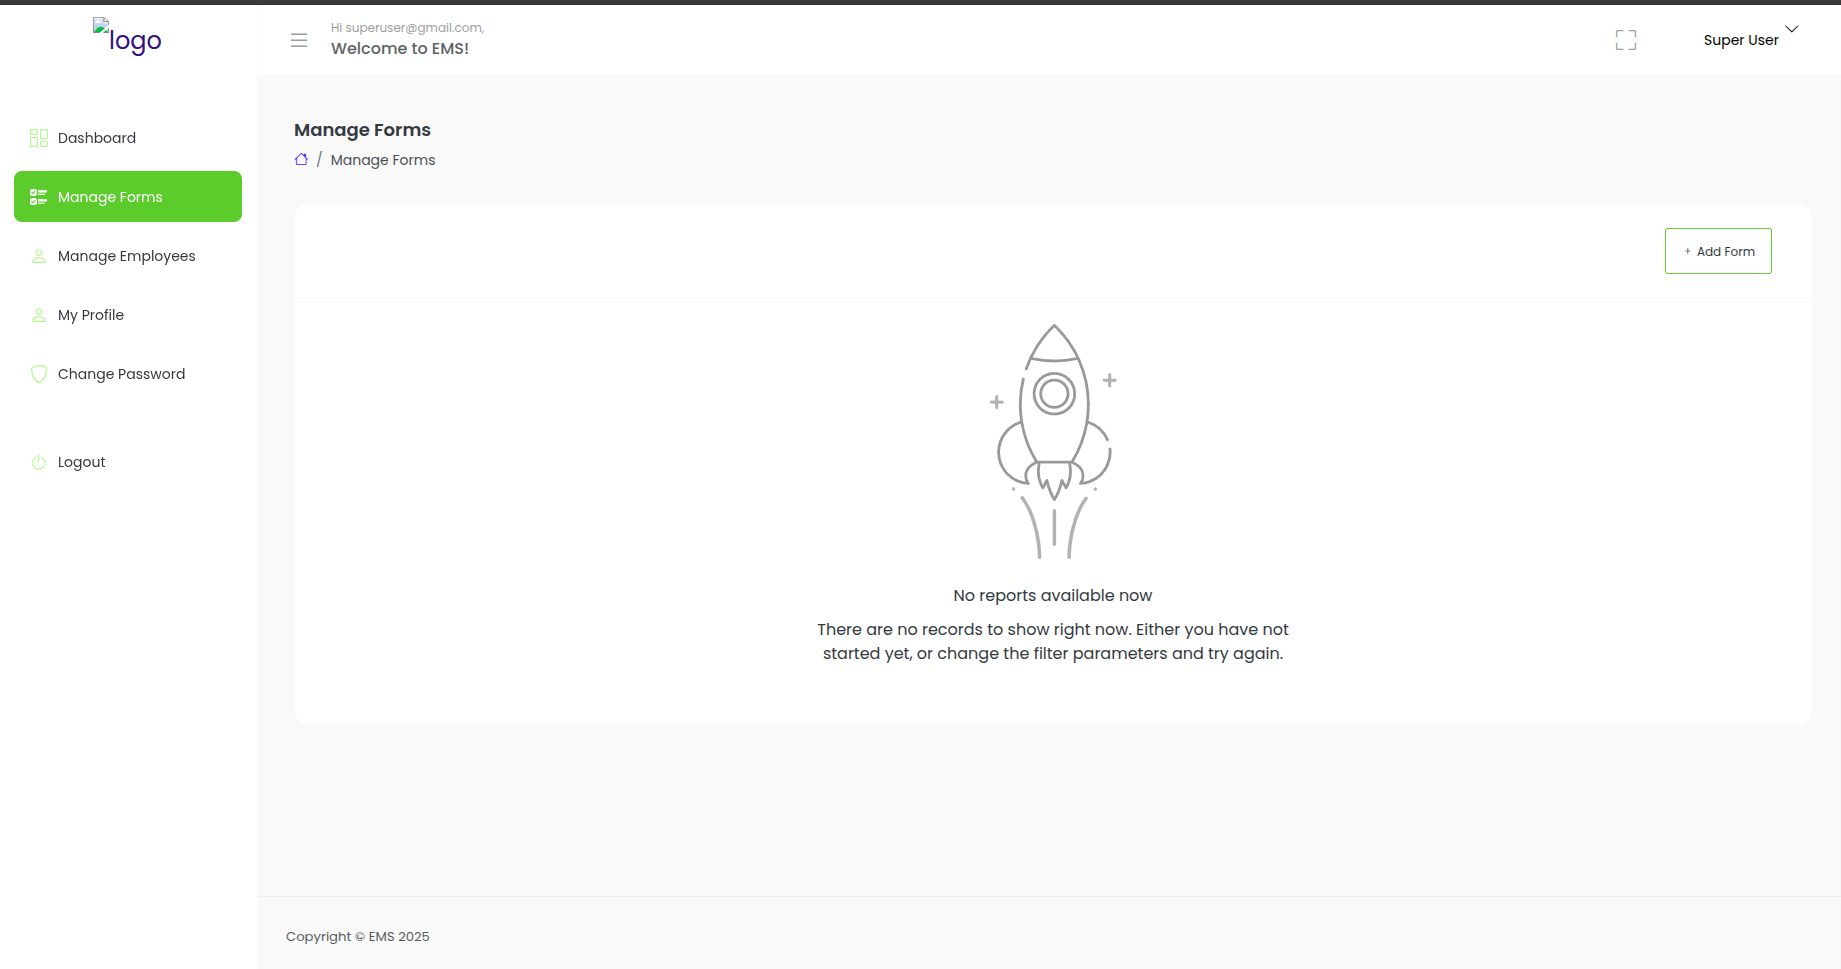 logo
Hi superuser@gmail.com,
Welcome to EMS!
Super User
Dashboard
Manage Forms
Manage Employees
My Profile
Change Password
Logout
Manage Forms
/ Manage Forms
+ Add Form
No reports available now
There are no records to show right now. Either you have not
started yet, or change the filter parameters and try again.
Copyright © EMS 2025